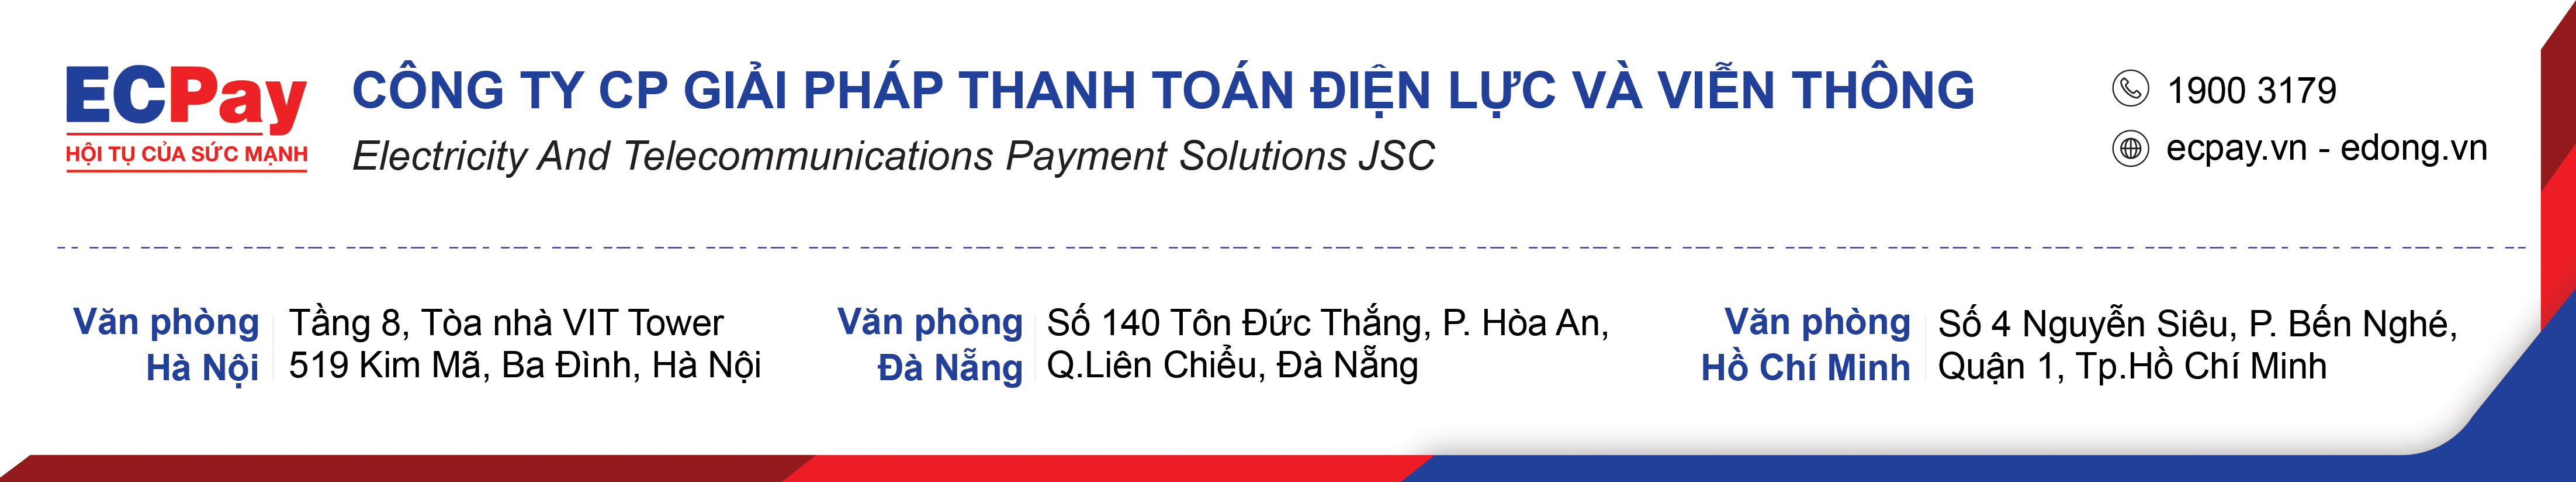 ECPay
HỘI TỤ CỦA SỨC MẠNH
CÔNG TY CP GIẢI PHÁP THANH TOÁN ĐIỆN LỰC VÀ VIỄN THÔNG
Electricity And Telecommunications Payment Solutions JSC
1900 3179
ecpay.vn - edong.vn
Văn phòng
Hà Nội
Tầng 8, Tòa nhà VIT Tower
519 Kim Mã, Ba Đình, Hà Nội
Văn phòng
Đà Nẵng
Số 140 Tôn Đức Thắng, P. Hòa An,
Q.Liên Chiểu, Đà Nẵng
Văn phòng
Hồ Chí Minh
Số 4 Nguyễn Siêu, P. Bến Nghé,
Quận 1, Tp.Hồ Chí Minh